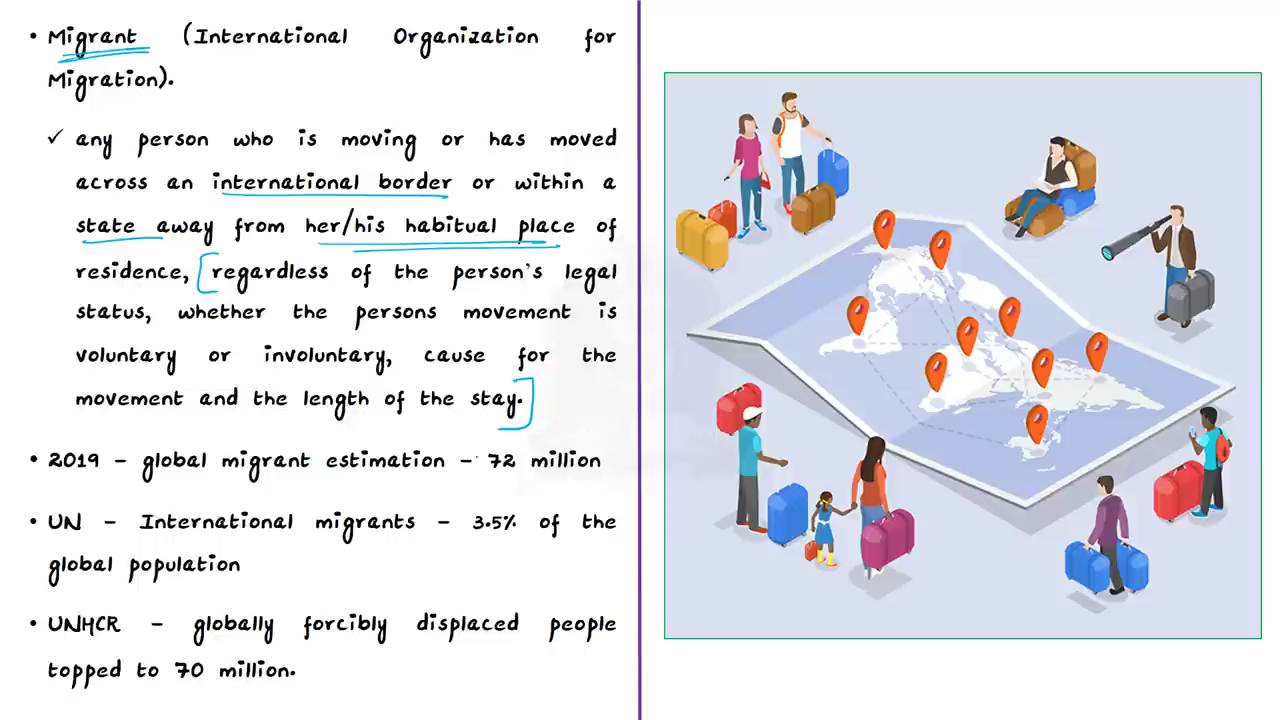 • Migrant (International Organization for
Migration).
✓ any person who is moving or has moved
across an international border or within a
state away from her/his habitual place of
residence, regardless of the person's legal
status, whether the persons movement is
voluntary or involuntary, cause for the
movement and the length of the stay.
• 2019 – global migrant estimation – 72 million
• UN – International migrants – 3.5% of the
global population
• UNHCR – globally forcibly displaced people
topped to 70 million.